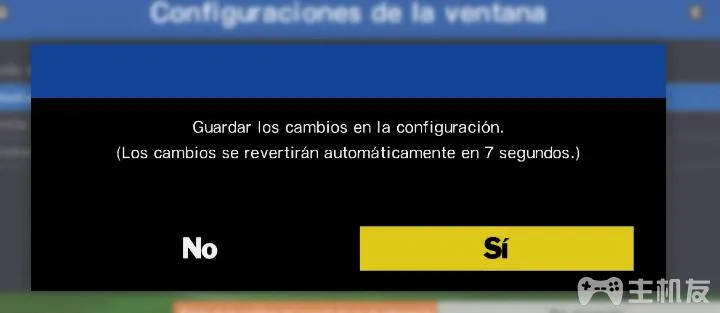 Configuraciones de la ventana
Guardar los cambios en la configuración.
(Los cambios se revertirán automáticamente en 7 segundos.)
No
Sí
主机友